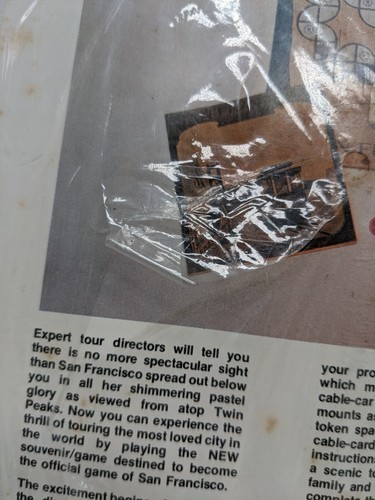 Expert tour directors will tell you
there is no more spectacular sight
than San Francisco spread out below
you in all her shimmering pastel
glory as viewed from atop Twin
Peaks. Now you can experience the
thrill of touring the most loved city in
the world by playing the NEW
souvenir/game destined to become
the official game of San Francisco.
The excitement
the
your pro
which m
cable-car
mounts as
token spa
cable-card
instructions
a scenic t
family and
complete th